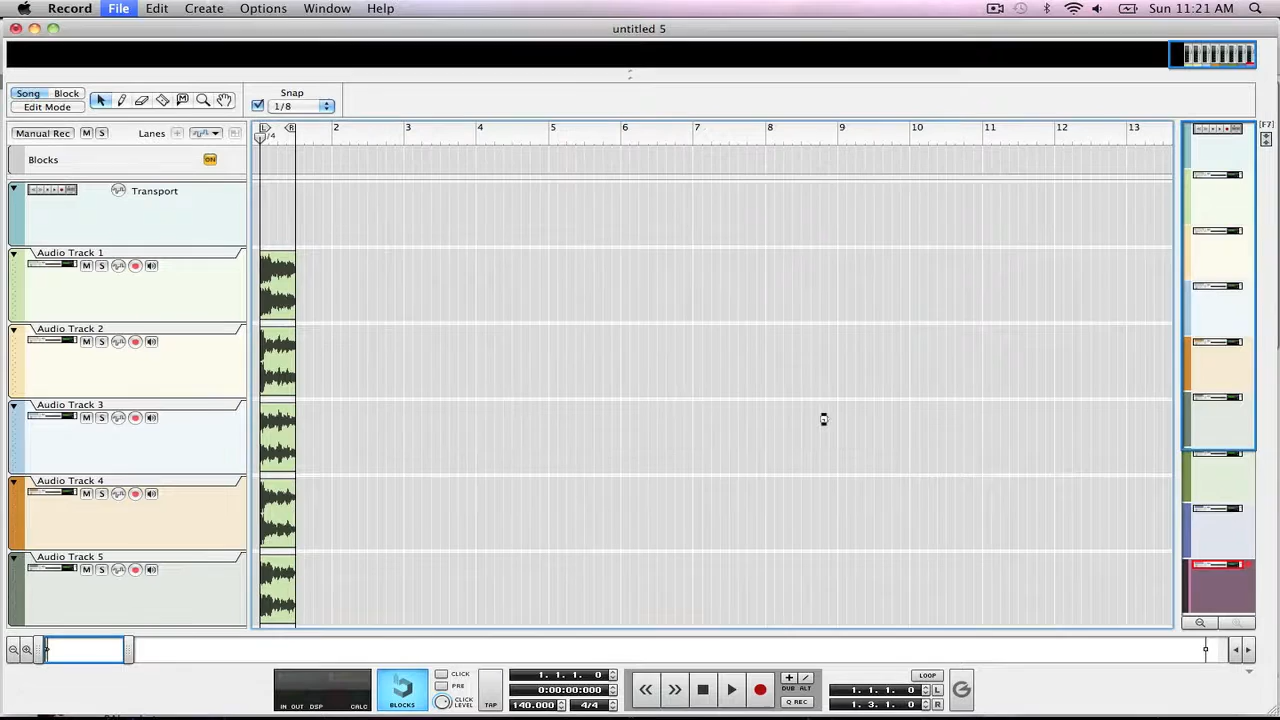 Record File Edit Create Options Window Help Sun 11:21 AM
untitled 5
Song Block
Edit Mode
Snap
1/8
Manual Rec M S Lanes
/4 L R 2 3 4 5 6 7 8 9 10 11 12 13
[F7]
Blocks ON
Transport
Audio Track 1
M S
Audio Track 2
M S
Audio Track 3
M S
Audio Track 4
M S
Audio Track 5
M S
IN OUT DSP CALC
BLOCKS
CLICK
PRE
CLICK
LEVEL
TAP
1. 1. 1. 0
0:00:00:000
140.000 4/4
DUB ALT
Q REC
LOOP
1. 1. 1. 0 L
1. 3. 1. 0 R